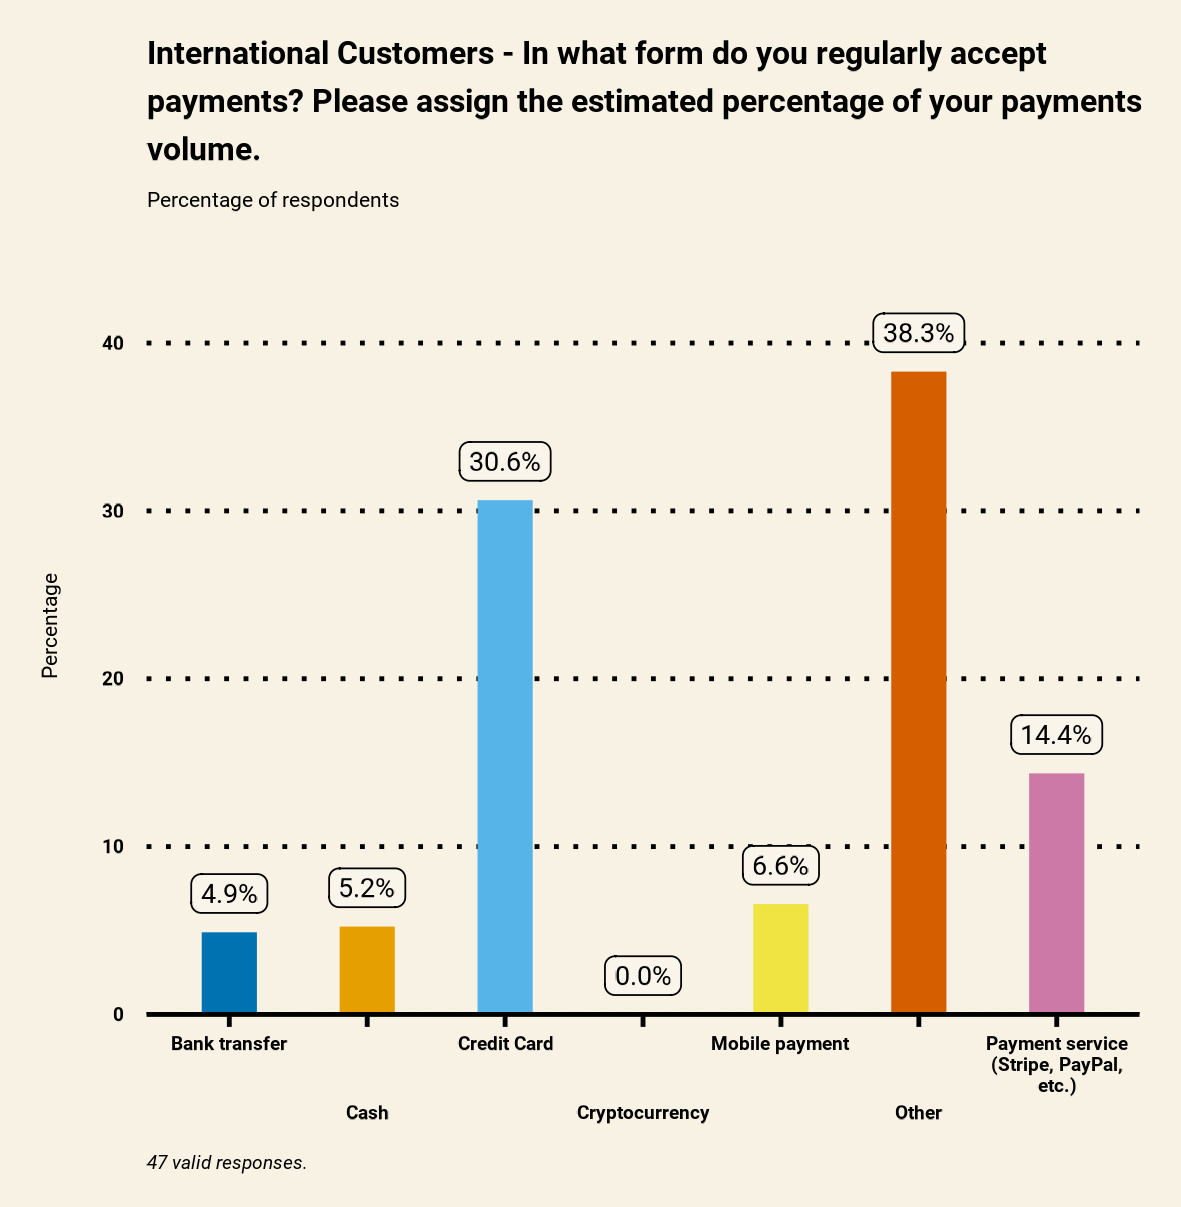 International Customers - In what form do you regularly accept
payments? Please assign the estimated percentage of your payments
volume.
Percentage of respondents
38.3%
40
30.6%
30
Percentage
20
14.4%
10
6.6%
4.9%
5.2%
0.0%
0
Bank transfer
Credit Card
Mobile payment
Payment service
(Stripe, PayPal,
etc.)
Cash
Cryptocurrency
Other
47 valid responses.